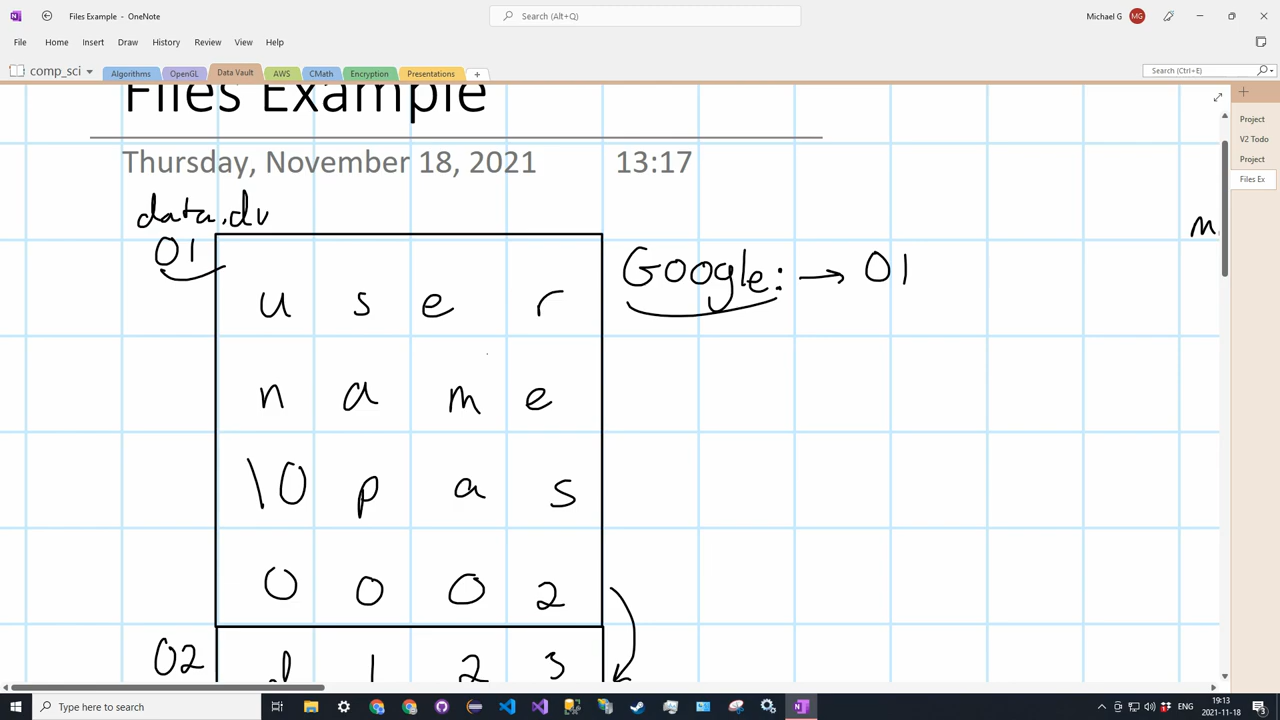 Files Example - OneNote
Search (Alt+Q)
Michael G
MG
File Home Insert Draw History Review View Help
comp_sci
Algorithms OpenGL Data Vault AWS CMath Encryption Presentations +
Search (Ctrl+E)
Files Example
Thursday, November 18, 2021 13:17
Project
V2 Todo
Project
Files Ex
data.dv
01
Google: → 01
m.
u s e r
n a m e
\0 p a s
0 0 0 2
02
1 2 3
Type here to search
ENG
19:13
2021-11-18